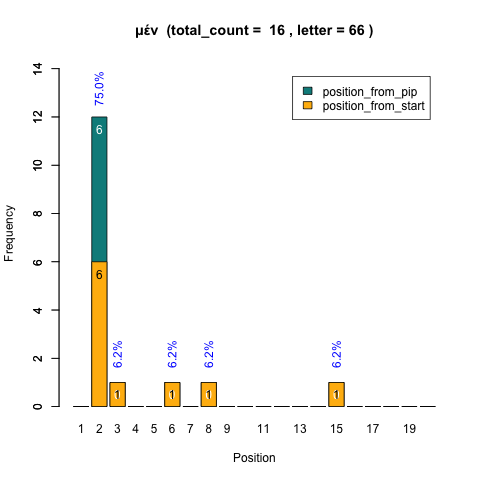 μέν  (total_count =  16 , letter = 66 )
position_from_pip
position_from_start
Frequency
0 2 4 6 8 10 12 14
75.0% 6.2% 6.2% 6.2% 6.2%
6
6
1 1 1 1
1 2 3 4 5 6 7 8 9 11 13 15 17 19
Position